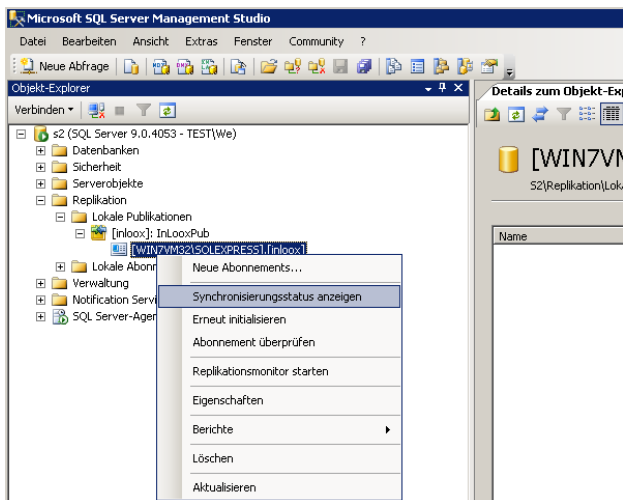 Microsoft SQL Server Management Studio
Datei Bearbeiten Ansicht Extras Fenster Community ?
Neue Abfrage
Objekt-Explorer
Details zum Objekt-Exp
Verbinden
s2 (SQL Server 9.0.4053 - TEST\We)
Datenbanken
[WIN7VM
Sicherheit
Serverobjekte
S2\Replikation\Loka
Replikation
Lokale Publikationen
[inloox]: InLooxPub
Name
[WIN7VM32\SQLEXPRESS].[inloox]
Lokale Abonn
Neue Abonnements...
Verwaltung
Notification Servi
Synchronisierungsstatus anzeigen
SQL Server-Agen
Erneut initialisieren
Abonnement überprüfen
Replikationsmonitor starten
Eigenschaften
Berichte
Löschen
Aktualisieren